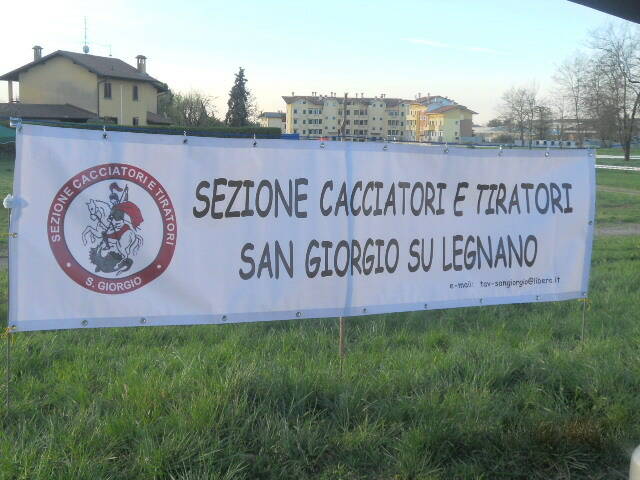 SEZIONE CACCIATORI E TIRATORI
S. GIORGIO
SEZIONE CACCIATORI E TIRATORI
SAN GIORGIO SU LEGNANO
e-mail: tav-sangiorgio@libero.it